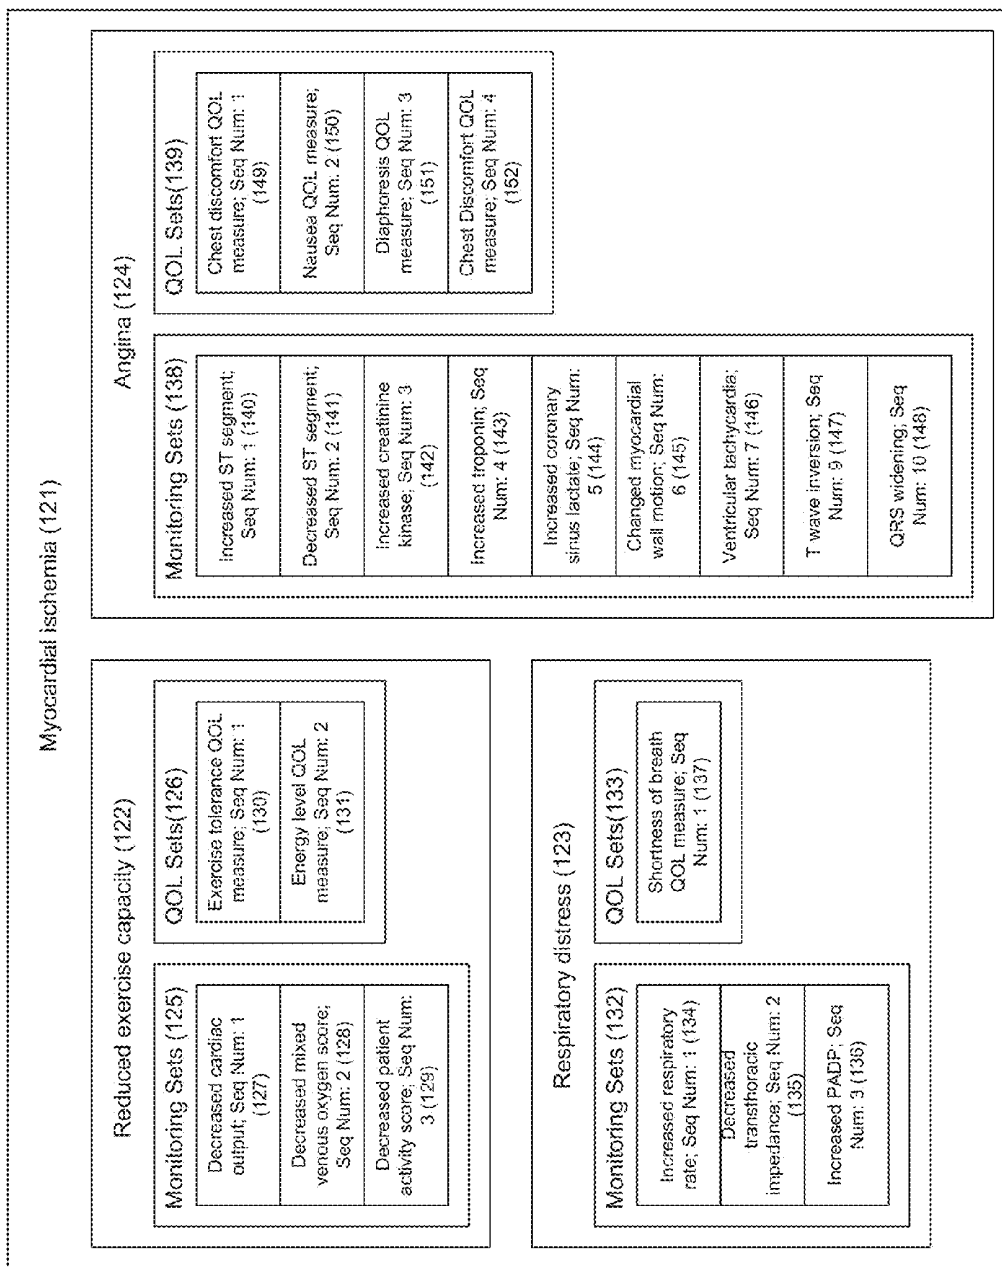 Myocardial ischemia (121)
Reduced exercise capacity (122)
Monitoring Sets (125)
Decreased cardiac
output; Seq Num: 1
(127)
Decreased mixed
venous oxygen score;
Seq Num: 2 (128)
Decreased patient
activity score; Seq Num:
3 (129)
QOL Sets(126)
Exercise tolerance QOL
measure; Seq Num: 1
(130)
Energy level QOL
measure; Seq Num: 2
(131)
Respiratory distress (123)
Monitoring Sets (132)
Increased respiratory
rate; Seq Num: 1 (134)
Decreased
transthoracic
impedance; Seq Num: 2
(135)
Increased PADP; Seq
Num: 3 (136)
QOL Sets(133)
Shortness of breath
QOL measure; Seq
Num: 1 (137)
Angina (124)
Monitoring Sets (138)
Increased ST segment;
Seq Num: 1 (140)
Decreased ST segment;
Seq Num: 2 (141)
Increased creatinine
kinase; Seq Num: 3
(142)
Increased troponin; Seq
Num: 4 (143)
Increased coronary
sinus lactate; Seq Num:
5 (144)
Changed myocardial
wall motion; Seq Num:
6 (145)
Ventricular tachycardia;
Seq Num: 7 (146)
T wave inversion; Seq
Num: 9 (147)
QRS widening; Seq
Num: 10 (148)
QOL Sets(139)
Chest discomfort QOL
measure; Seq Num: 1
(149)
Nausea QOL measure;
Seq Num: 2 (150)
Diaphoresis QOL
measure; Seq Num: 3
(151)
Chest Discomfort QOL
measure; Seq Num: 4
(152)